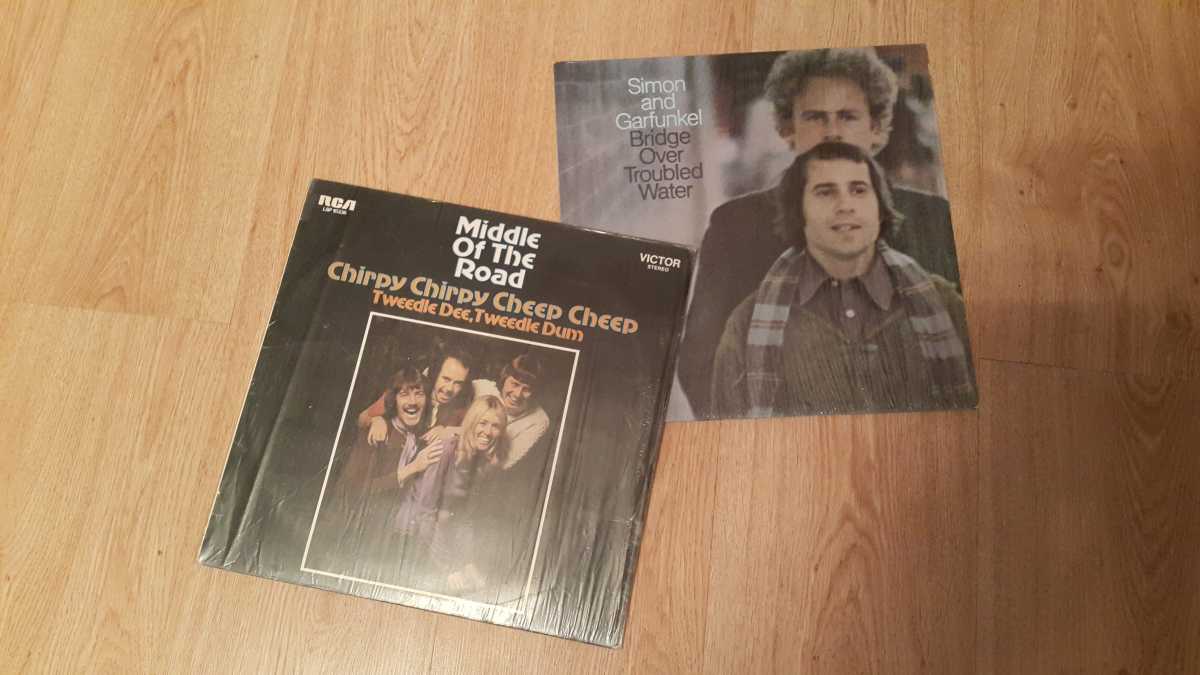 RCA
Middle
Of The
Road
VICTOR
STEREO
Chirpy Chirpy Cheep Cheep
Tweedle Dee, Tweedle Dum
Simon
and
Garfunkel
Bridge
Over
Troubled
Water